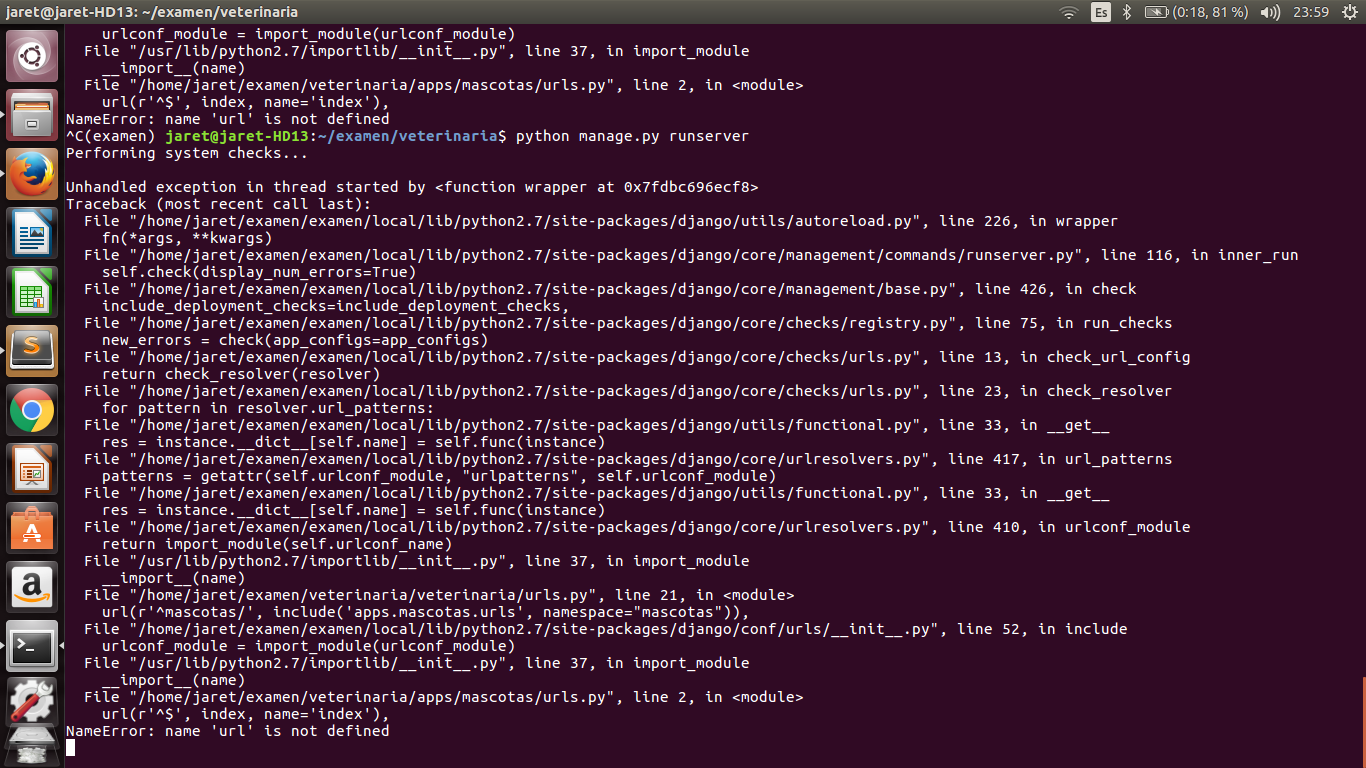 jaret@jaret-HD13: ~/examen/veterinaria
Es
(0:18, 81 %)
23:59
urlconf_module = import_module(urlconf_module)
File "/usr/lib/python2.7/importlib/__init__.py", line 37, in import_module
__import__(name)
File "/home/jaret/examen/veterinaria/apps/mascotas/urls.py", line 2, in <module>
url(r'^$', index, name='index'),
NameError: name 'url' is not defined
^C(examen) jaret@jaret-HD13:~/examen/veterinaria$ python manage.py runserver
Performing system checks...
Unhandled exception in thread started by <function wrapper at 0x7fdbc696ecf8>
Traceback (most recent call last):
File "/home/jaret/examen/examen/local/lib/python2.7/site-packages/django/utils/autoreload.py", line 226, in wrapper
fn(*args, **kwargs)
File "/home/jaret/examen/examen/local/lib/python2.7/site-packages/django/core/management/commands/runserver.py", line 116, in inner_run
self.check(display_num_errors=True)
File "/home/jaret/examen/examen/local/lib/python2.7/site-packages/django/core/management/base.py", line 426, in check
include_deployment_checks=include_deployment_checks,
File "/home/jaret/examen/examen/local/lib/python2.7/site-packages/django/core/checks/registry.py", line 75, in run_checks
new_errors = check(app_configs=app_configs)
File "/home/jaret/examen/examen/local/lib/python2.7/site-packages/django/core/checks/urls.py", line 13, in check_url_config
return check_resolver(resolver)
File "/home/jaret/examen/examen/local/lib/python2.7/site-packages/django/core/checks/urls.py", line 23, in check_resolver
for pattern in resolver.url_patterns:
File "/home/jaret/examen/examen/local/lib/python2.7/site-packages/django/utils/functional.py", line 33, in __get__
res = instance.__dict__[self.name] = self.func(instance)
File "/home/jaret/examen/examen/local/lib/python2.7/site-packages/django/core/urlresolvers.py", line 417, in url_patterns
patterns = getattr(self.urlconf_module, "urlpatterns", self.urlconf_module)
File "/home/jaret/examen/examen/local/lib/python2.7/site-packages/django/utils/functional.py", line 33, in __get__
res = instance.__dict__[self.name] = self.func(instance)
File "/home/jaret/examen/examen/local/lib/python2.7/site-packages/django/core/urlresolvers.py", line 410, in urlconf_module
return import_module(self.urlconf_name)
File "/usr/lib/python2.7/importlib/__init__.py", line 37, in import_module
__import__(name)
File "/home/jaret/examen/veterinaria/veterinaria/urls.py", line 21, in <module>
url(r'^mascotas/', include('apps.mascotas.urls', namespace="mascotas")),
File "/home/jaret/examen/examen/local/lib/python2.7/site-packages/django/conf/urls/__init__.py", line 52, in include
urlconf_module = import_module(urlconf_module)
File "/usr/lib/python2.7/importlib/__init__.py", line 37, in import_module
__import__(name)
File "/home/jaret/examen/veterinaria/apps/mascotas/urls.py", line 2, in <module>
url(r'^$', index, name='index'),
NameError: name 'url' is not defined